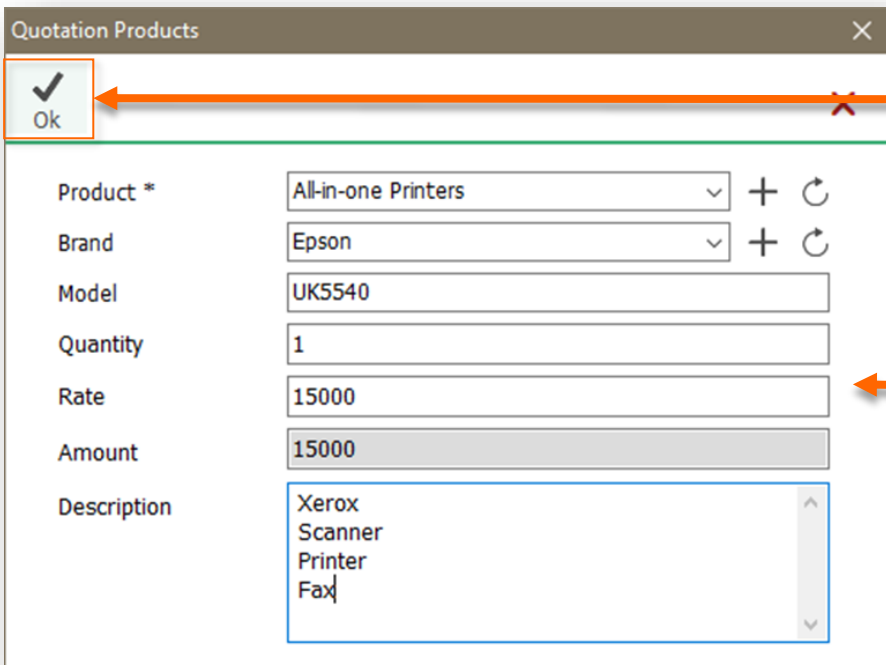 Quotation Products
Ok
Product * All-in-one Printers
Brand Epson
Model UK5540
Quantity 1
Rate 15000
Amount 15000
Description Xerox
Scanner
Printer
Fax